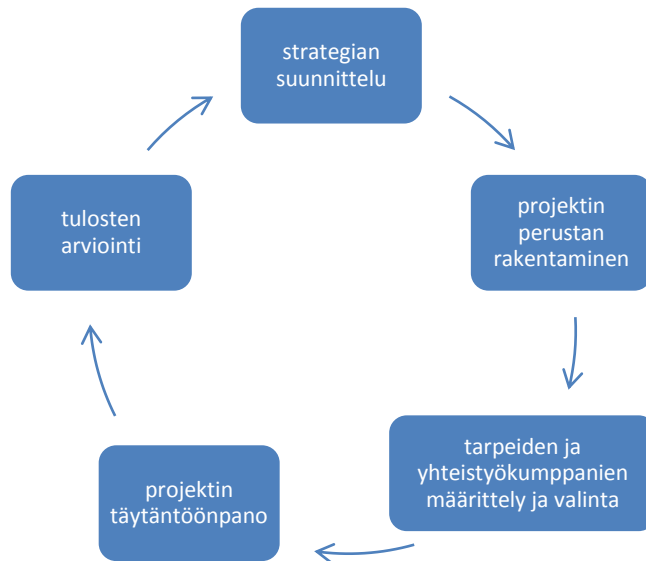 strategian
suunnittelu
projektin
perustan
rakentaminen
tarpeiden ja
yhteistyökumppanien
määrittely ja valinta
projektin
täytäntöönpano
tulosten
arviointi